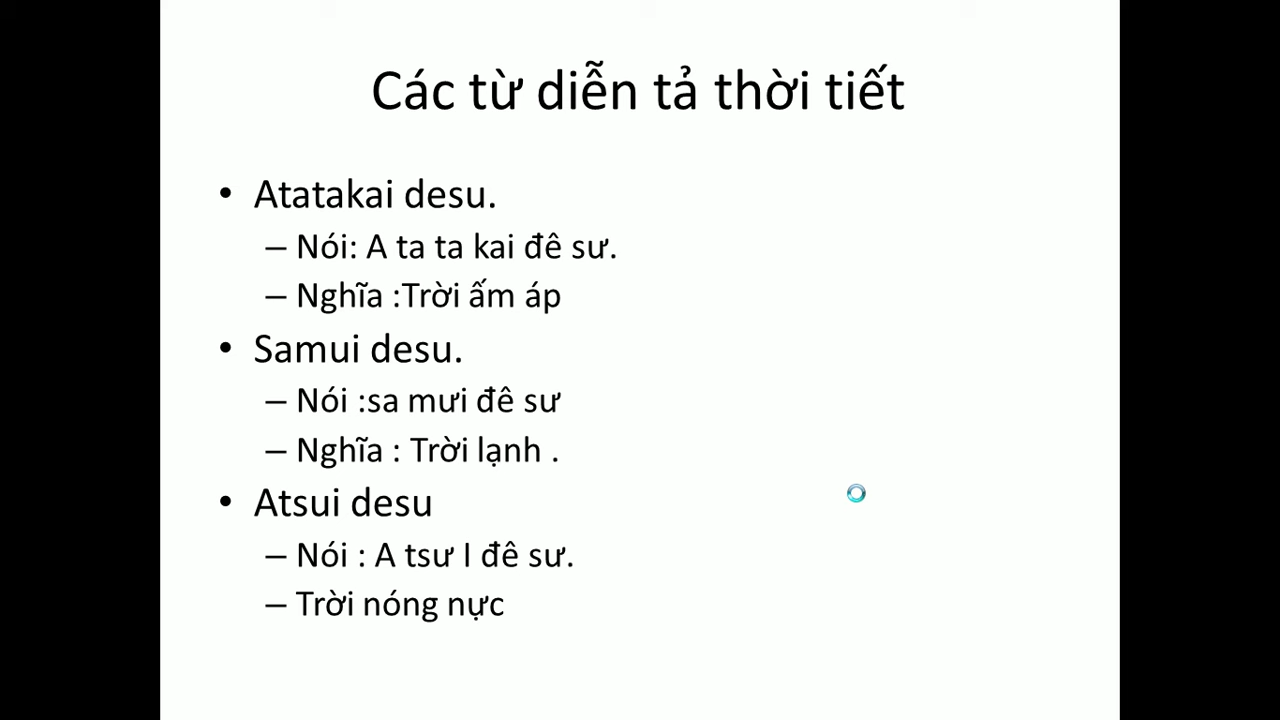 Các từ diễn tả thời tiết
• Atatakai desu.
– Nói: A ta ta kai đê sư.
– Nghĩa :Trời ấm áp
• Samui desu.
– Nói :sa mưi đê sư
– Nghĩa : Trời lạnh .
• Atsui desu
– Nói : A tsư I đê sư.
– Trời nóng nực